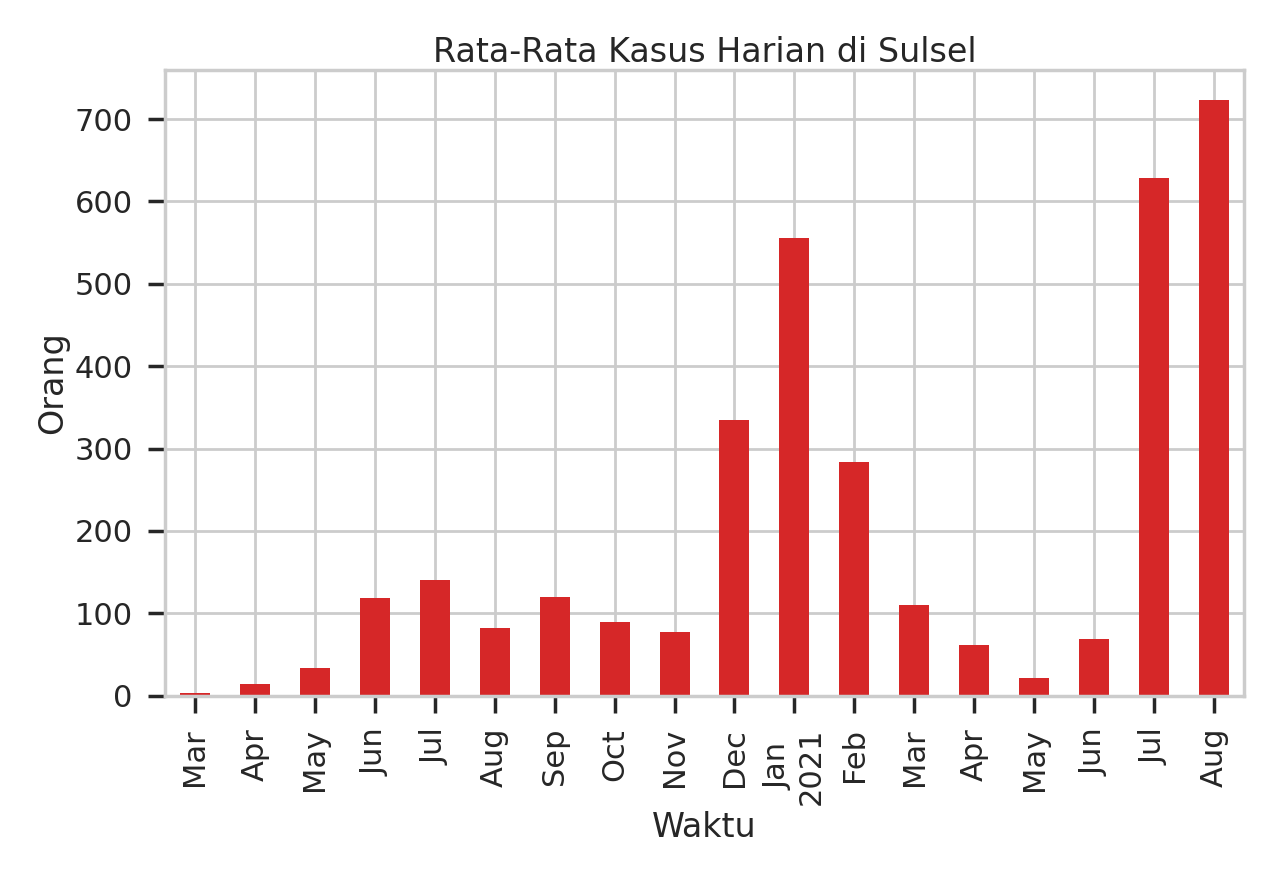 Rata-Rata Kasus Harian di Sulsel
700
600
500
400
300
200
100
0
Orang
Mar
Apr
May
Jun
Jul
Aug
Sep
Oct
Nov
Dec
Jan
2021
Feb
Mar
Apr
May
Jun
Jul
Aug
Waktu